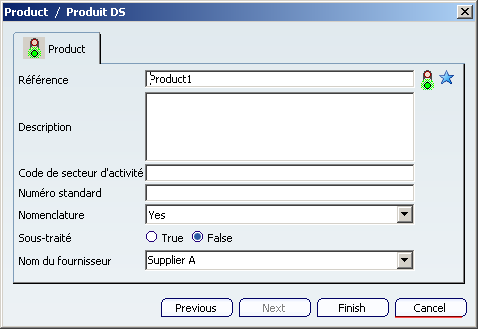 Product / Produit DS
Product
Référence Product1
Description
Code de secteur d'activité
Numéro standard
Nomenclature Yes
Sous-traité True False
Nom du fournisseur Supplier A
Previous Next Finish Cancel